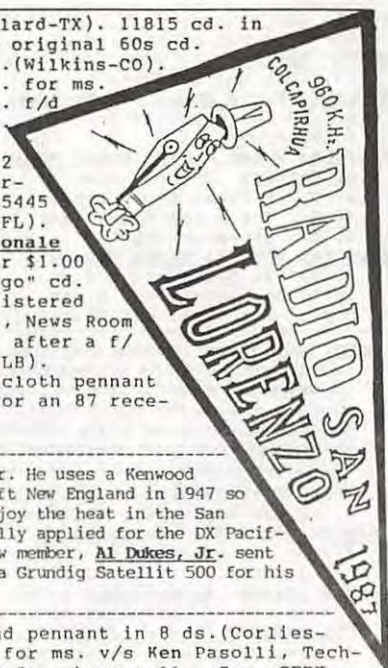 lard-TX). 11815 cd. in
original 60s cd.
.(Wilkins-CO).
. for ms.
. f/d
2
r-
5445
FL).
onale
r $1.00
go" cd.
istered
, News Room
after a f/
LB).
cloth pennant
or an 87 rece-
960 K.Hz.
COLCAPIRHUA
RADIO SAN
LORENZO
1987
r. He uses a Kenwood
ft New England in 1947 so
joy the heat in the San
lly applied for the DX Pacif-
w member, Al Dukes, Jr. sent
a Grundig Satellit 500 for his
d pennant in 8 ds.(Corlies-
for ms. v/s Ken Pasolli, Tech-